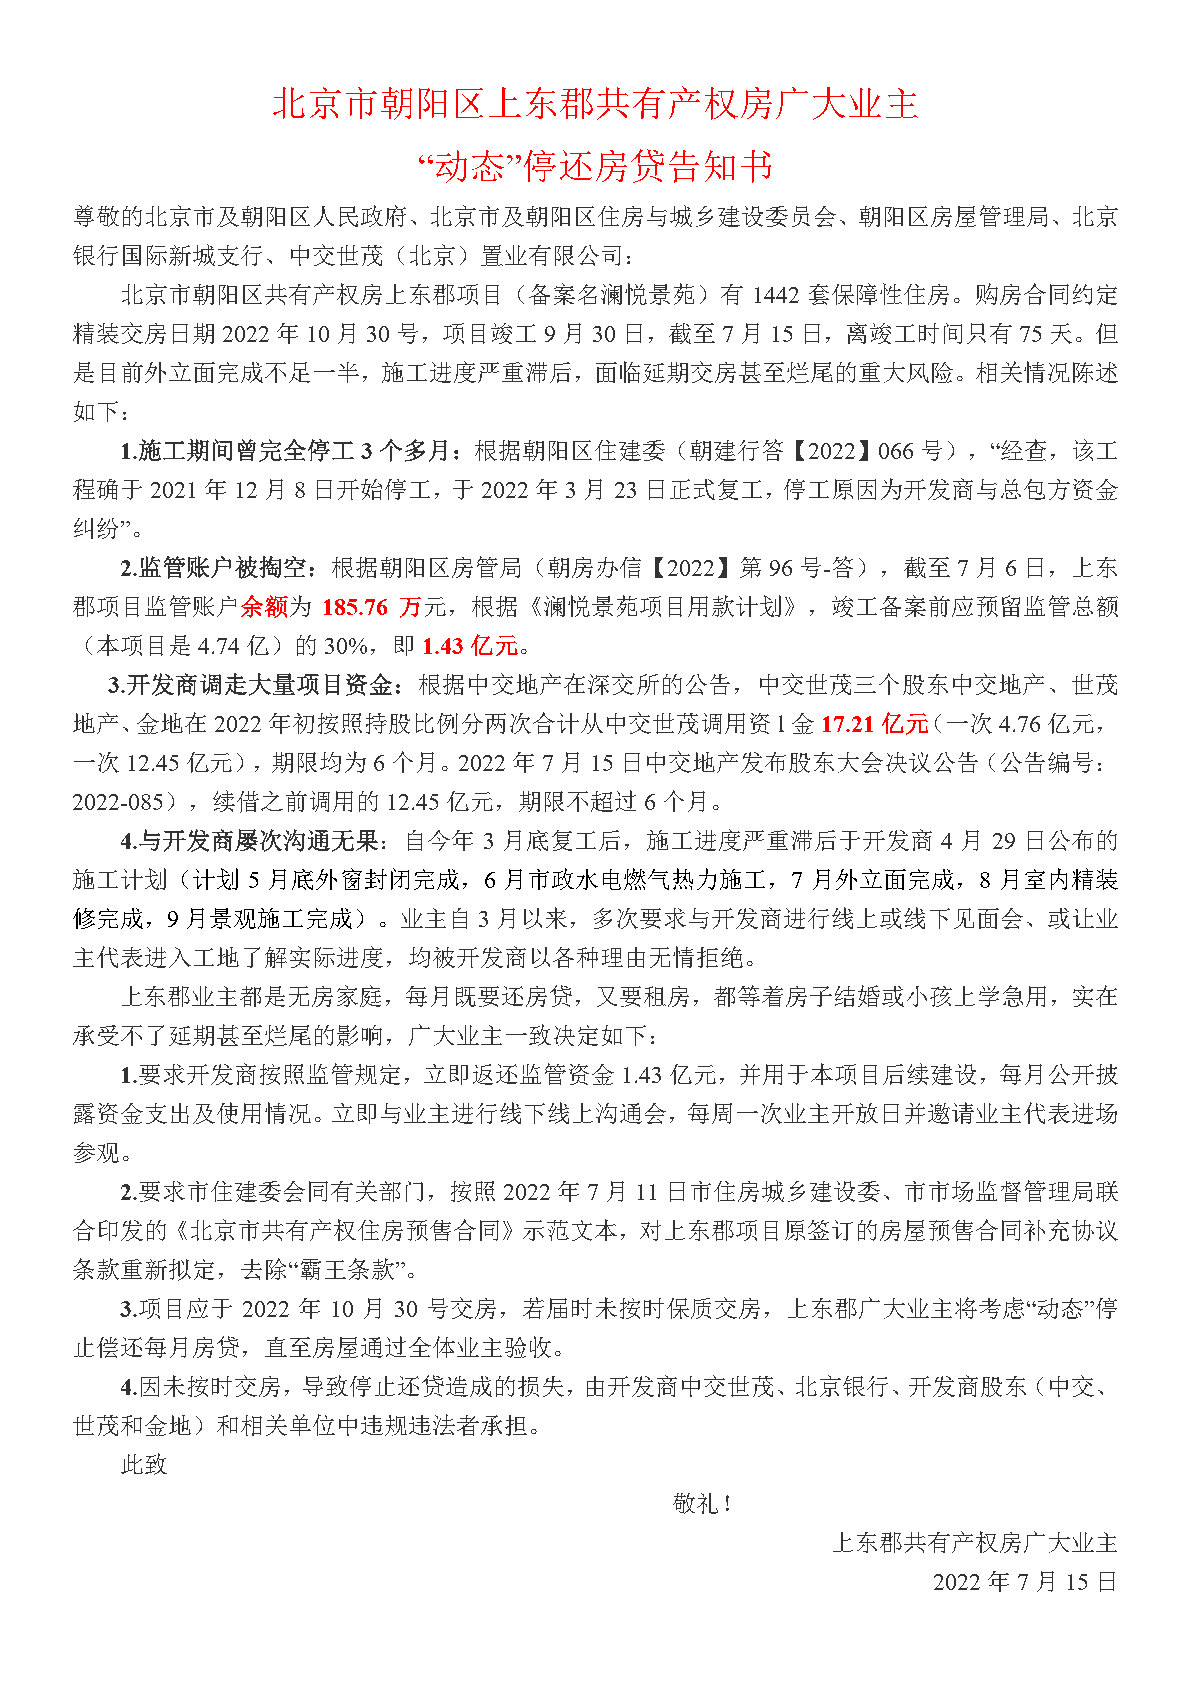 北京市朝阳区上东郡共有产权房广大业主
“动态”停还房贷告知书
尊敬的北京市及朝阳区人民政府、北京市及朝阳区住房与城乡建设委员会、朝阳区房屋管理局、北京
银行国际新城支行、中交世茂（北京）置业有限公司：
北京市朝阳区共有产权房上东郡项目（备案名澜悦景苑）有 1442 套保障性住房。购房合同约定
精装交房日期 2022 年 10 月 30 号，项目竣工 9 月 30 日，截至 7 月 15 日，离竣工时间只有 75 天。但
是目前外立面完成不足一半，施工进度严重滞后，面临延期交房甚至烂尾的重大风险。相关情况陈述
如下：
1.施工期间曾完全停工 3 个多月：根据朝阳区住建委（朝建行答【2022】066 号），“经查，该工
程确于 2021 年 12 月 8 日开始停工，于 2022 年 3 月 23 日正式复工，停工原因为开发商与总包方资金
纠纷”。
2.监管账户被掏空：根据朝阳区房管局（朝房办信【2022】第 96 号-答），截至 7 月 6 日，上东
郡项目监管账户余额为 185.76 万元，根据《澜悦景苑项目用款计划》，竣工备案前应预留监管总额
（本项目是 4.74 亿）的 30%，即 1.43 亿元。
3.开发商调走大量项目资金：根据中交地产在深交所的公告，中交世茂三个股东中交地产、世茂
地产、金地在 2022 年初按照持股比例分两次合计从中交世茂调用资 l 金 17.21 亿元（一次 4.76 亿元，
一次 12.45 亿元），期限均为 6 个月。2022 年 7 月 15 日中交地产发布股东大会决议公告（公告编号：
2022-085），续借之前调用的 12.45 亿元，期限不超过 6 个月。
4.与开发商屡次沟通无果：自今年 3 月底复工后，施工进度严重滞后于开发商 4 月 29 日公布的
施工计划（计划 5 月底外窗封闭完成，6 月市政水电燃气热力施工，7 月外立面完成，8 月室内精装
修完成，9 月景观施工完成）。业主自 3 月以来，多次要求与开发商进行线上或线下见面会、或让业
主代表进入工地了解实际进度，均被开发商以各种理由无情拒绝。
上东郡业主都是无房家庭，每月既要还房贷，又要租房，都等着房子结婚或小孩上学急用，实在
承受不了延期甚至烂尾的影响，广大业主一致决定如下：
1.要求开发商按照监管规定，立即返还监管资金 1.43 亿元，并用于本项目后续建设，每月公开披
露资金支出及使用情况。立即与业主进行线下线上沟通会，每周一次业主开放日并邀请业主代表进场
参观。
2.要求市住建委会同有关部门，按照 2022 年 7 月 11 日市住房城乡建设委、市市场监督管理局联
合印发的《北京市共有产权住房预售合同》示范文本，对上东郡项目原签订的房屋预售合同补充协议
条款重新拟定，去除“霸王条款”。
3.项目应于 2022 年 10 月 30 号交房，若届时未按时保质交房，上东郡广大业主将考虑“动态”停
止偿还每月房贷，直至房屋通过全体业主验收。
4.因未按时交房，导致停止还贷造成的损失，由开发商中交世茂、北京银行、开发商股东（中交、
世茂和金地）和相关单位中违规违法者承担。
此致
敬礼！
上东郡共有产权房广大业主
2022 年 7 月 15 日